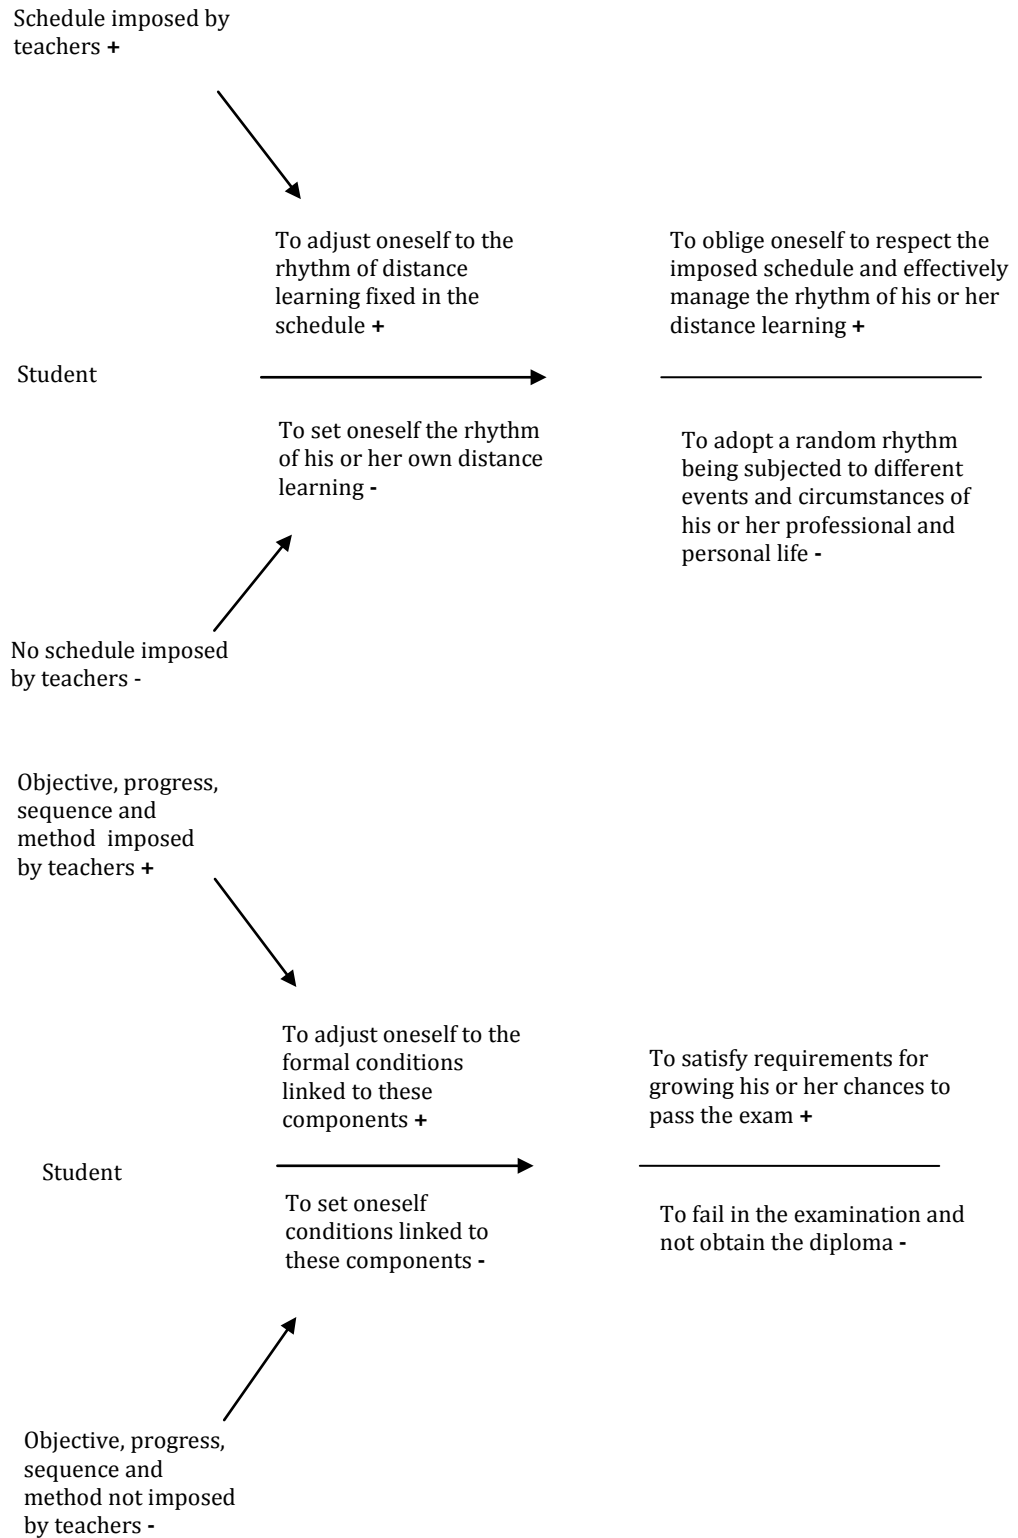 Schedule imposed by
teachers +
To adjust oneself to the
rhythm of distance
learning fixed in the
schedule +
To oblige oneself to respect the
imposed schedule and effectively
manage the rhythm of his or her
distance learning +
Student
To set oneself the rhythm
of his or her own distance
learning -
To adopt a random rhythm
being subjected to different
events and circumstances of
his or her professional and
personal life -
No schedule imposed
by teachers -
Objective, progress,
sequence and
method  imposed
by teachers +
To adjust oneself to the
formal conditions
linked to these
components +
To satisfy requirements for
growing his or her chances to
pass the exam +
Student
To set oneself
conditions linked to
these components -
To fail in the examination and
not obtain the diploma -
Objective, progress,
sequence and
method not imposed
by teachers -